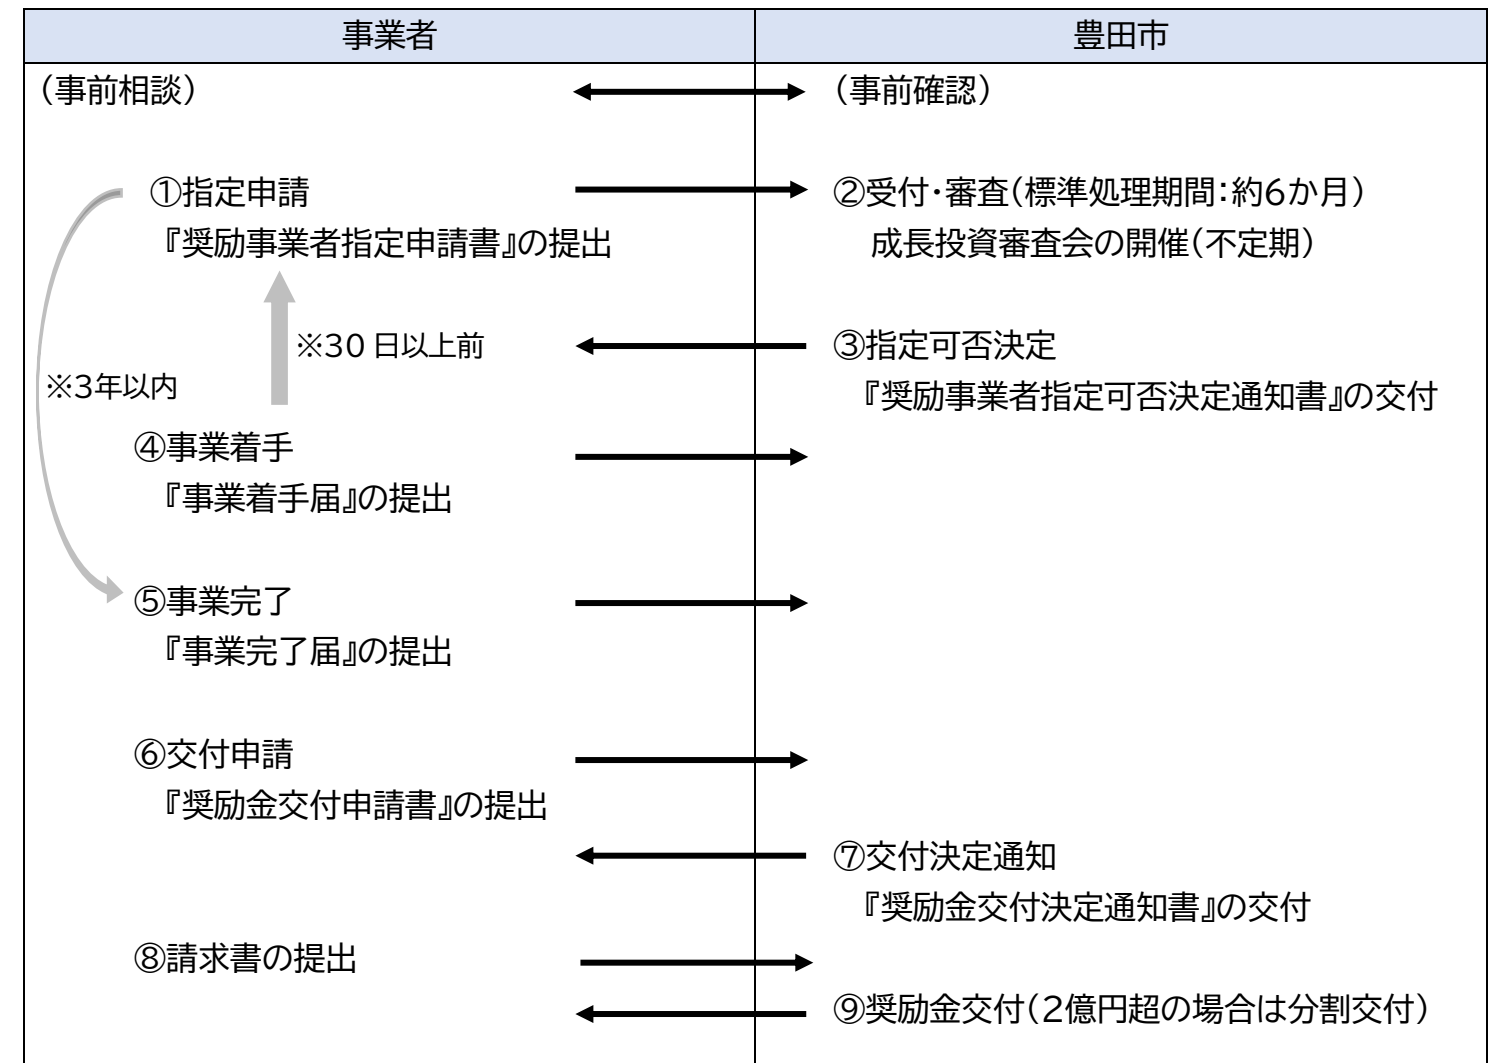 事業者
豊田市
（事前相談）
（事前確認）
①指定申請
②受付・審査（標準処理期間：約6か月）
『奨励事業者指定申請書』の提出
成長投資審査会の開催（不定期）
※30日以上前
③指定可否決定
※3年以内
『奨励事業者指定可否決定通知書』の交付
④事業着手
『事業着手届』の提出
⑤事業完了
『事業完了届』の提出
⑥交付申請
『奨励金交付申請書』の提出
⑦交付決定通知
『奨励金交付決定通知書』の交付
⑧請求書の提出
⑨奨励金交付（2億円超の場合は分割交付）